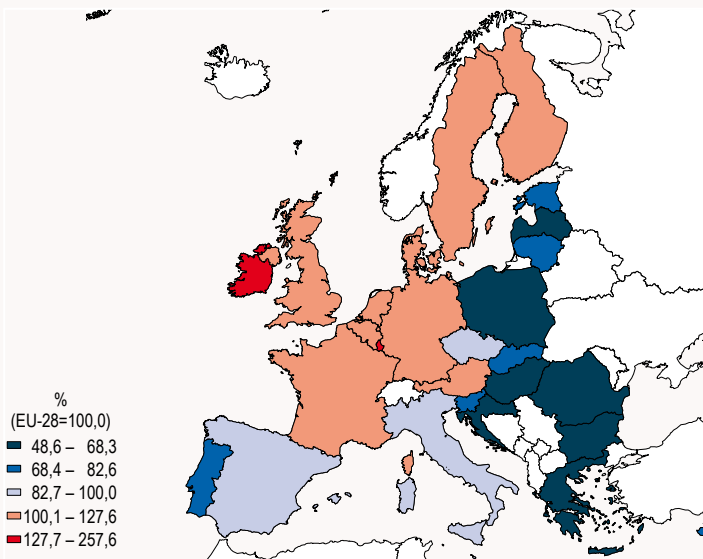 %
(EU-28=100,0)
48,6 – 68,3
68,4 – 82,6
82,7 – 100,0
100,1 – 127,6
127,7 – 257,6